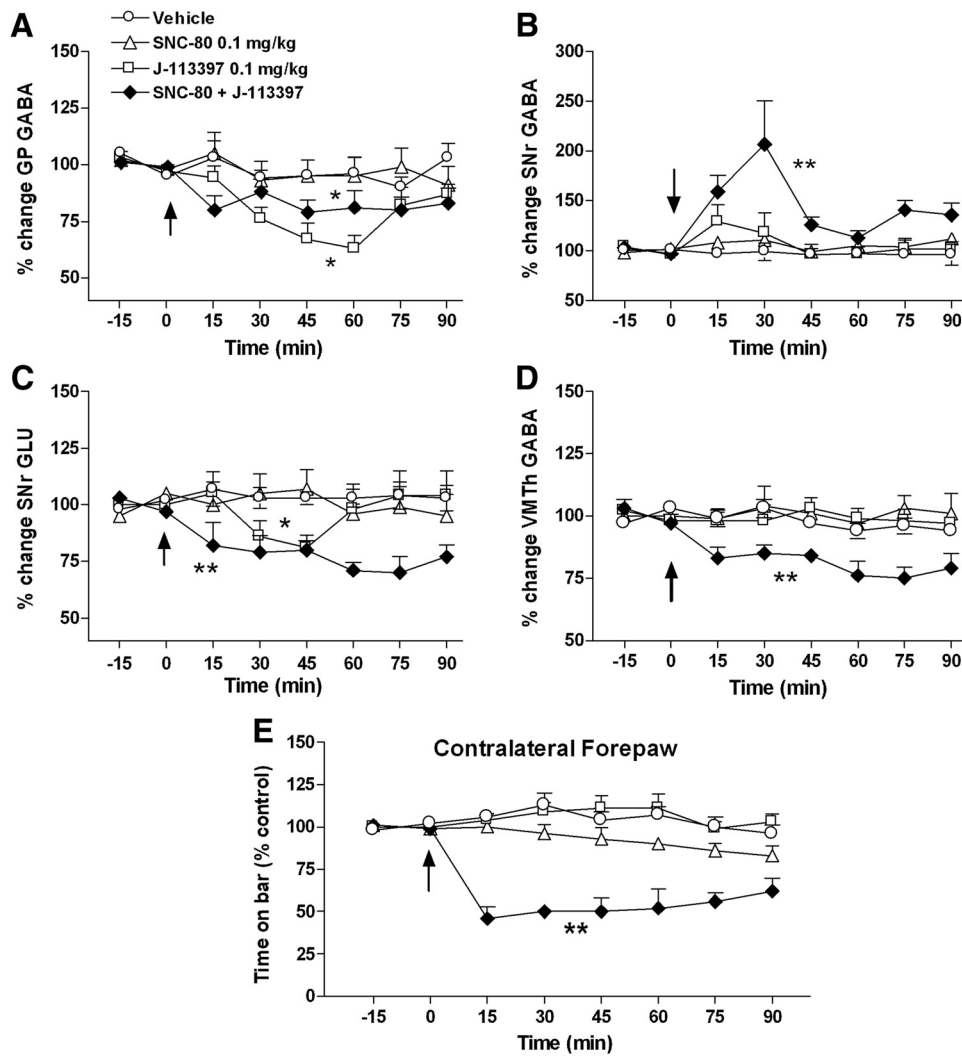 A
Vehicle
SNC-80 0.1 mg/kg
J-113397 0.1 mg/kg
SNC-80 + J-113397
% change GP GABA
150
125
100
75
50
*
*
-15 0 15 30 45 60 75 90
Time (min)
B
% change SNr GABA
300
250
200
150
100
50
**
-15 0 15 30 45 60 75 90
Time (min)
C
% change SNr GLU
150
125
100
75
50
*
**
-15 0 15 30 45 60 75 90
Time (min)
D
% change VMTh GABA
150
125
100
75
50
**
-15 0 15 30 45 60 75 90
Time (min)
E
Contralateral Forepaw
Time on bar (% control)
150
125
100
75
50
25
0
**
-15 0 15 30 45 60 75 90
Time (min)